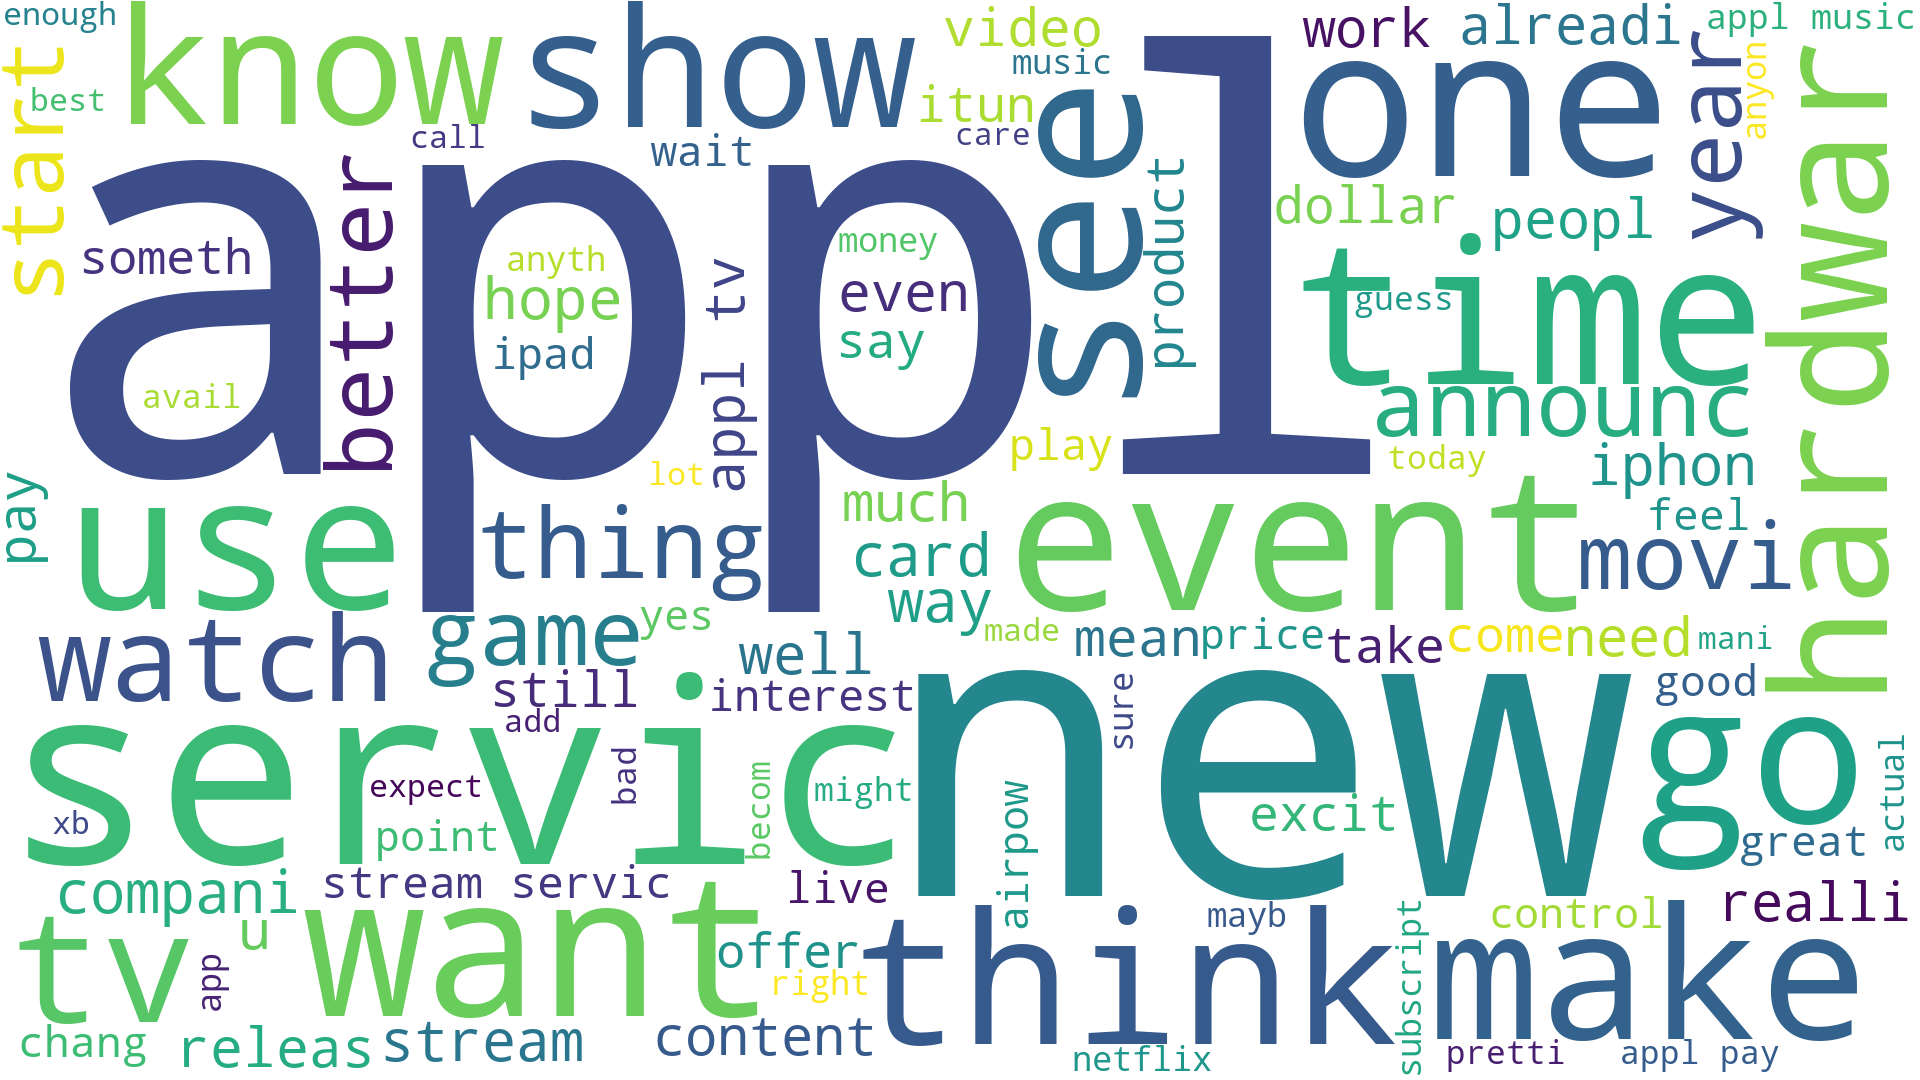 enough
know
show
video
work
alreadi
appl music
start
best
call
wait
music
itun
care
see
one
year
anyon
hardwar
appl
someth
better
anyth
hope
ipad
avail
appl tv
money
even
say
product
dollar
peopl
time
guess
announc
play
today
lot
iphon
pay
use
thing
much
card
way
event
feel
movi
watch
game
yes
well
made
mean
price
take
come
need
mani
still
interest
add
new
sure
good
go
servic
bad
expect
xb
point
becom
might
airpow
excit
great
actual
compani
stream servic
live
u
tv
app
want
offer
right
think
mayb
subscript
control
make
realli
chang
releas
stream
content
netflix
pretti
appl pay